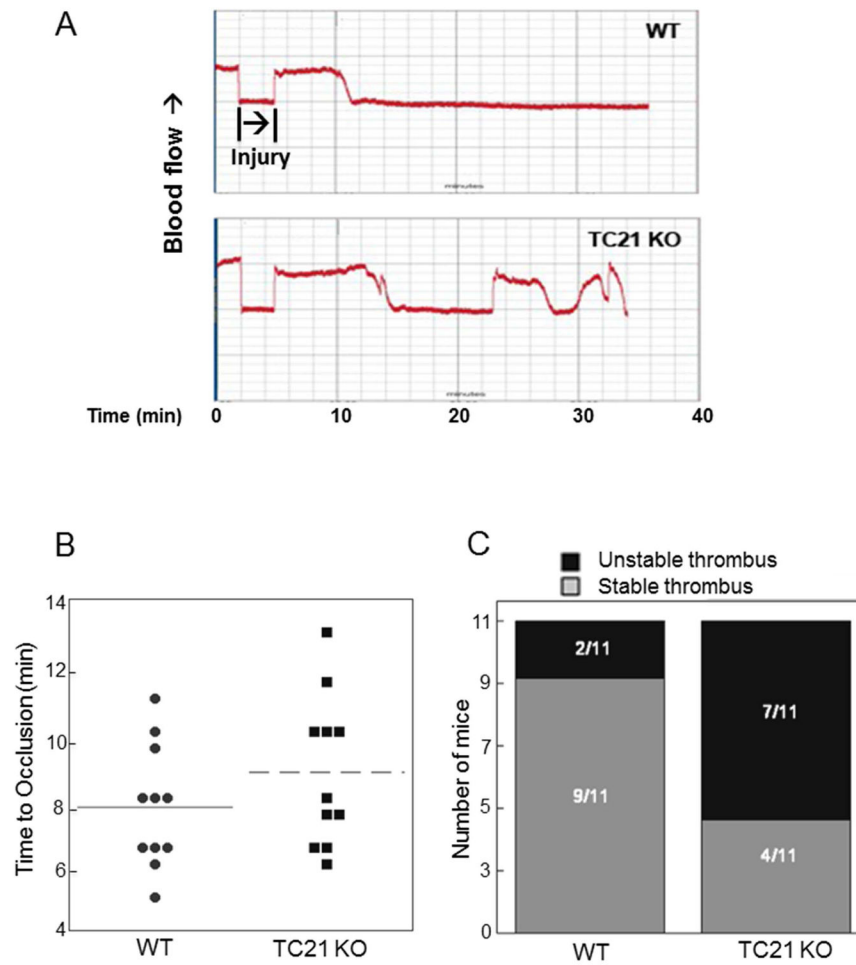 A
WT
Blood flow →
Injury
minutes
TC21 KO
minutes
Time (min) 0 10 20 30 40
B
C
Unstable thrombus
Stable thrombus
Time to Occlusion (min)
14
12
10
8
6
4
WT TC21 KO
Number of mice
11
9
7
5
3
0
2/11
9/11
7/11
4/11
WT TC21 KO